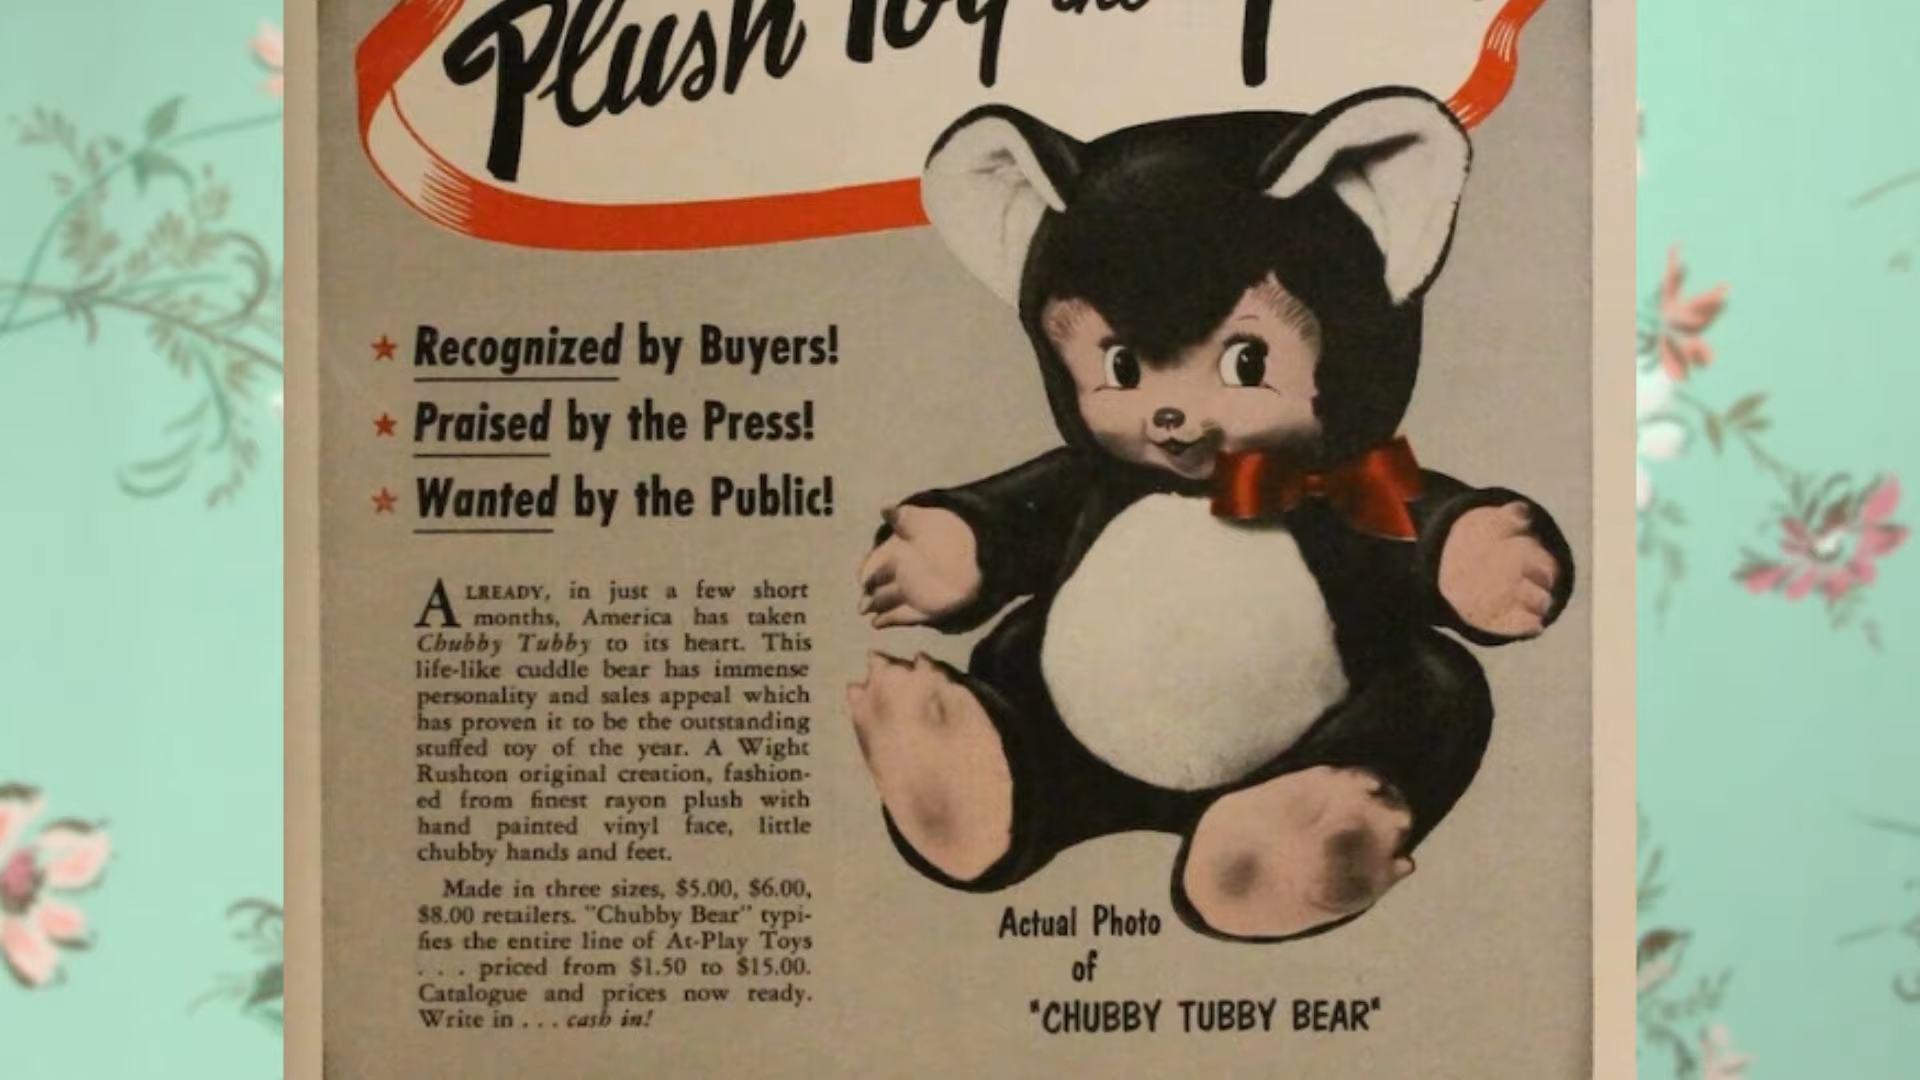 Plush Toy the
Recognized by Buyers!
Praised by the Press!
Wanted by the Public!
ALREADY, in just a few short
months, America has taken
Chubby Tubby to its heart. This
life-like cuddle bear has immense
personality and sales appeal which
has proven it to be the outstanding
stuffed toy of the year. A Wight
Rushton original creation, fashion-
ed from finest rayon plush with
hand painted vinyl face, little
chubby hands and feet.
Made in three sizes, $5.00, $6.00,
$8.00 retailers. "Chubby Bear" typi-
fies the entire line of At-Play Toys
. . . priced from $1.50 to $15.00.
Catalogue and prices now ready.
Write in . . . cash in!
Actual Photo
of
"CHUBBY TUBBY BEAR"